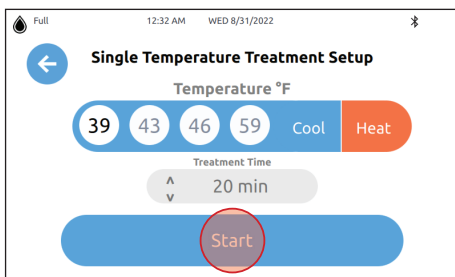 Full 12:32 AM WED 8/31/2022
Single Temperature Treatment Setup
Temperature °F
39 43 46 59 Cool Heat
Treatment Time
20 min
Start